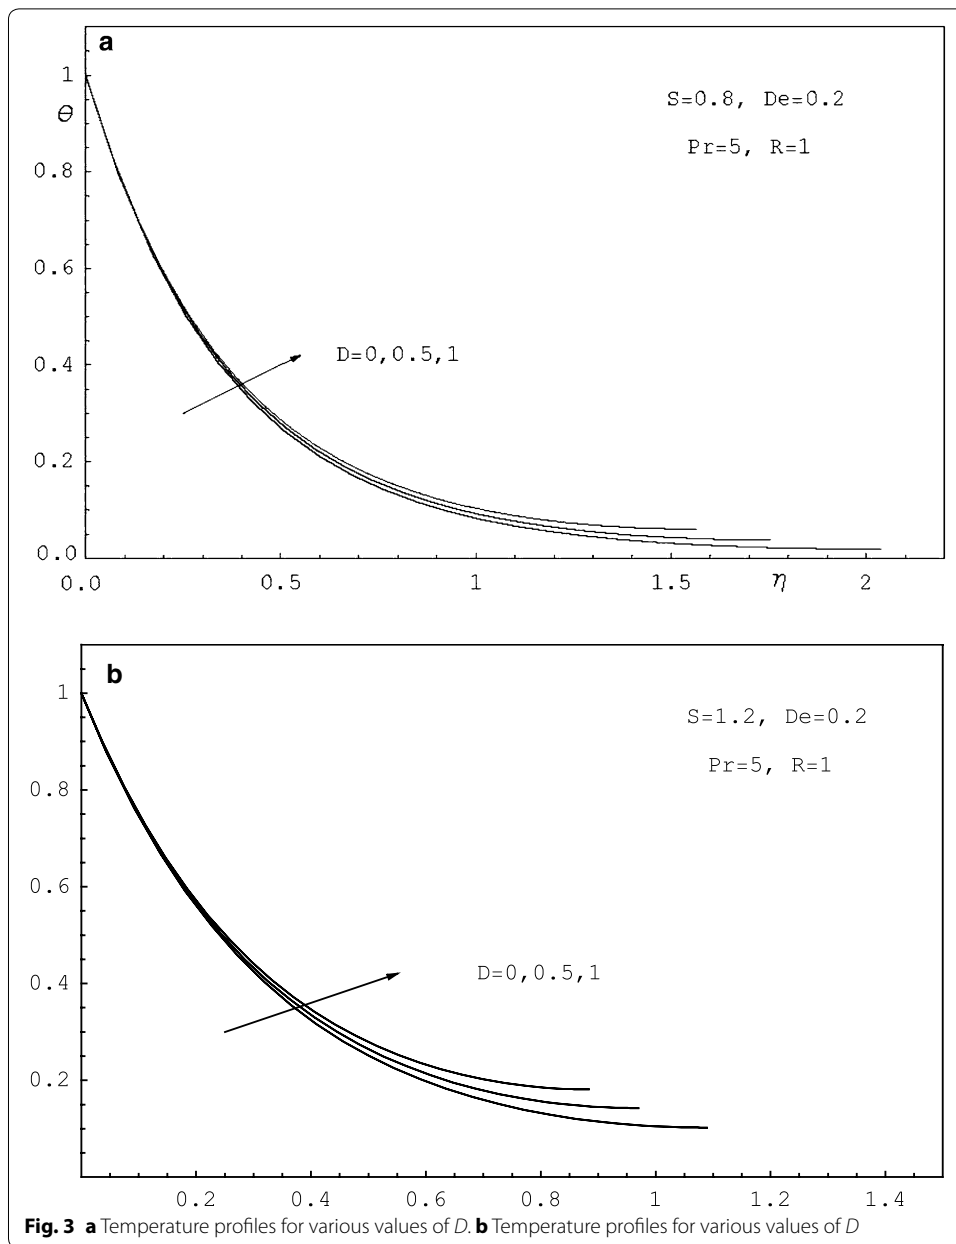 a
1
θ
S=0.8, De=0.2
Pr=5, R=1
0.8
0.6
0.4
D=0,0.5,1
0.2
0.0
0.0 0.5 1 1.5 η 2
b
1
S=1.2, De=0.2
Pr=5, R=1
0.8
0.6
D=0,0.5,1
0.4
0.2
0.2 0.4 0.6 0.8 1 1.2 1.4
Fig. 3 a Temperature profiles for various values of D. b Temperature profiles for various values of D